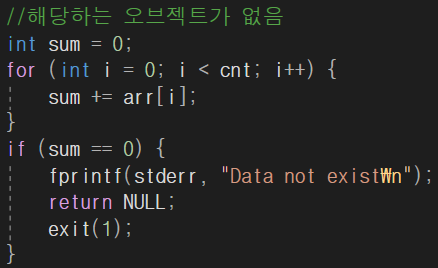 //해당하는 오브젝트가 없음
int sum = 0;
for (int i = 0; i < cnt; i++) {
    sum += arr[i];
}
if (sum == 0) {
    fprintf(stderr, "Data not exist₩n");
    return NULL;
    exit(1);
}